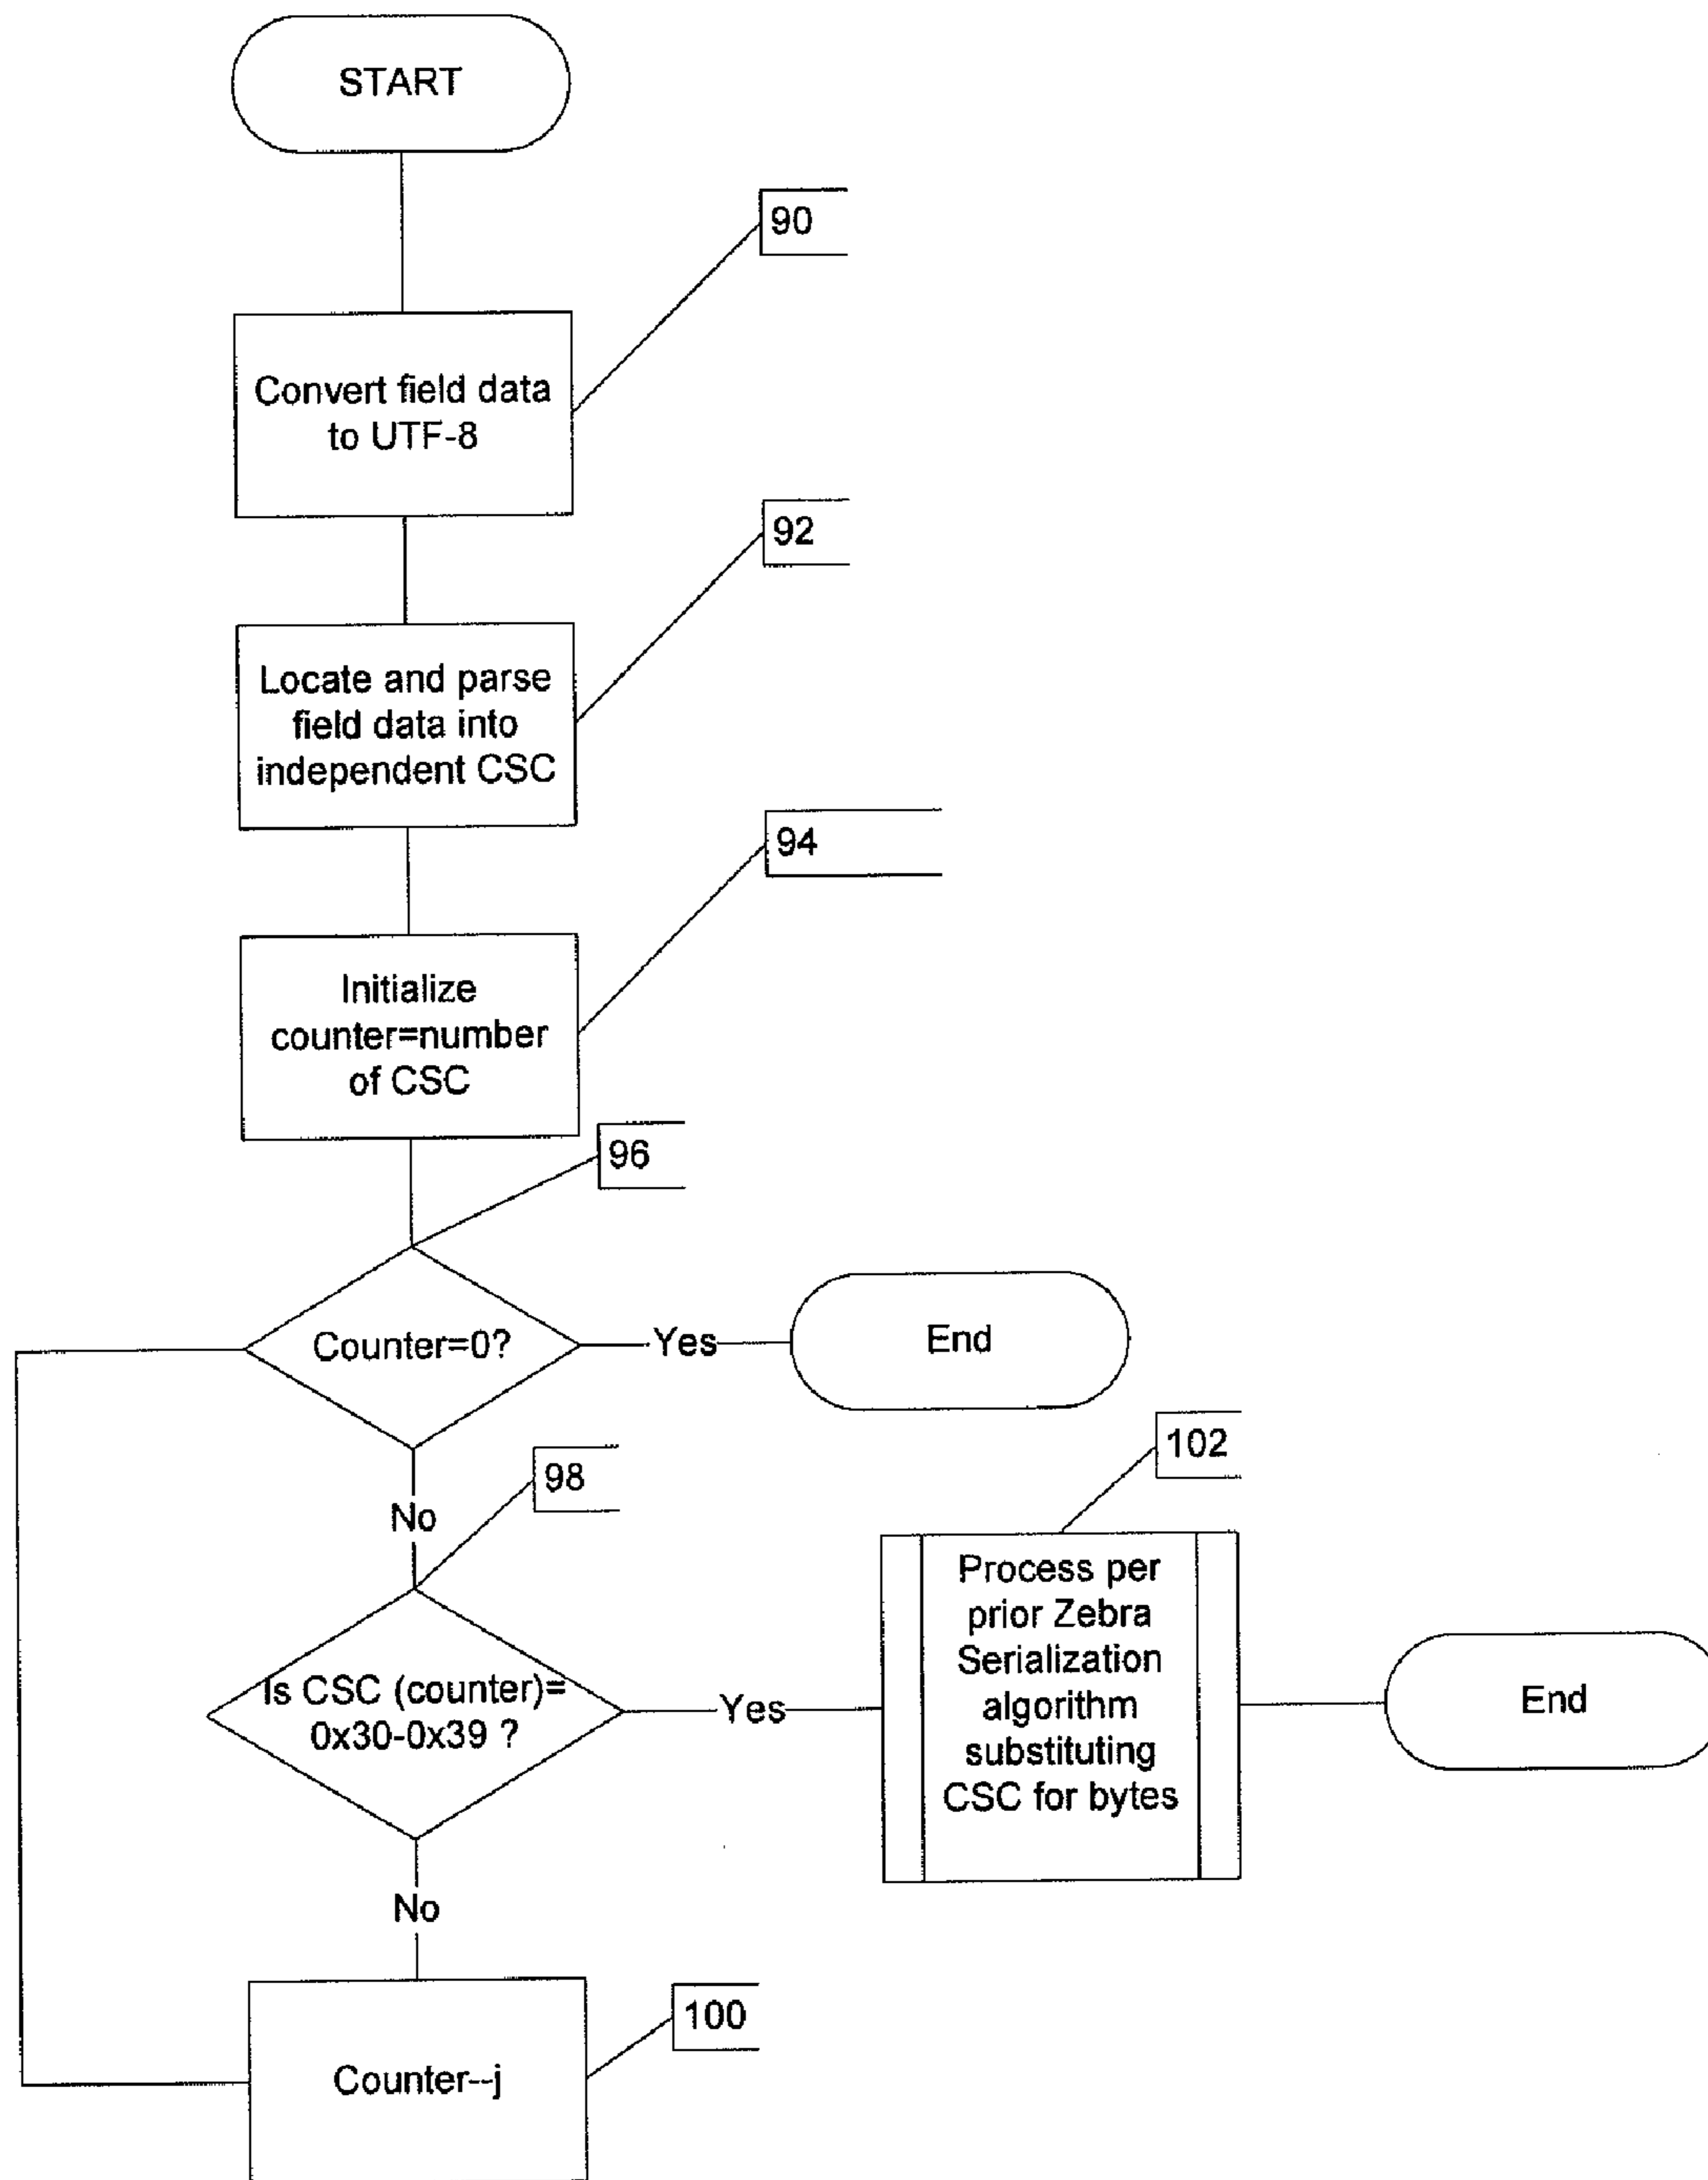 START
90
Convert field data
to UTF-8
92
Locate and parse
field data into
independent CSC
94
Initialize
counter=number
of CSC
96
Counter=0?
Yes
End
No
98
102
Is CSC (counter)=
0x30-0x39 ?
Yes
Process per
prior Zebra
Serialization
algorithm
substituting
CSC for bytes
End
No
100
Counter--j